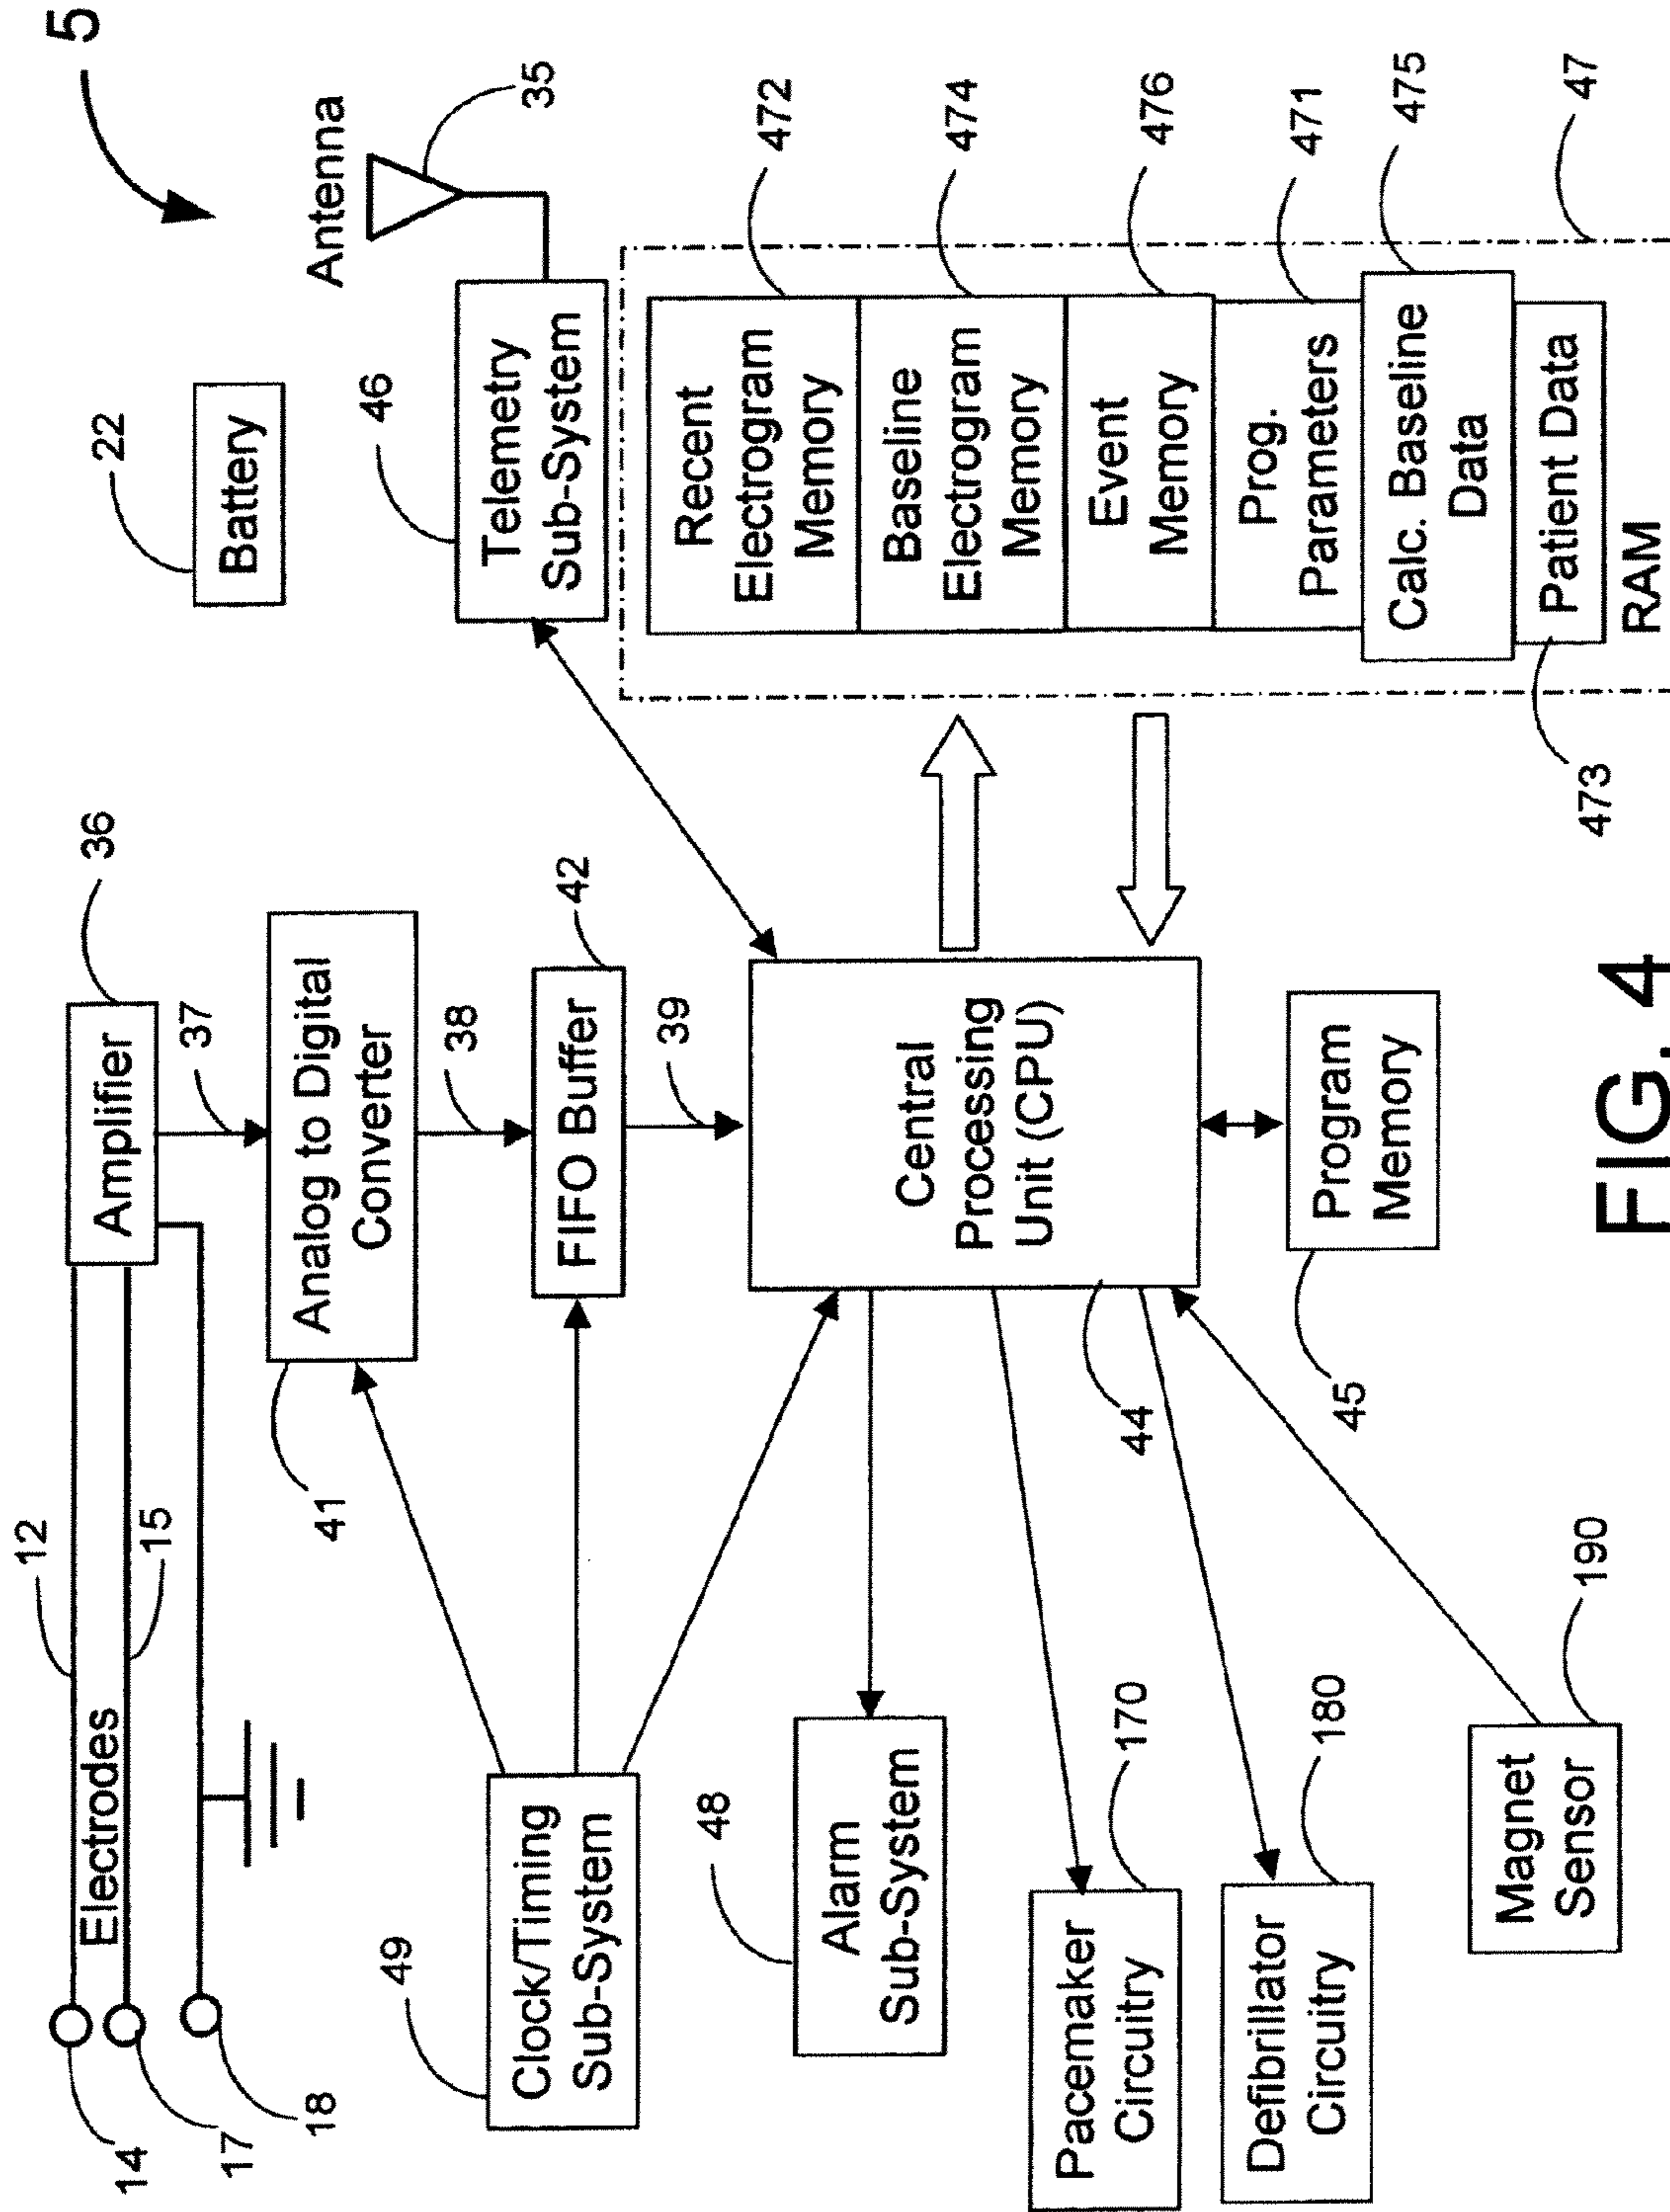 5
14
17
18
Electrodes
12
15
Amplifier
36
37
22
Battery
Antenna
35
41
Analog to Digital
Converter
38
49
Clock/Timing
Sub-System
FIFO Buffer
42
39
46
Telemetry
Sub-System
48
Alarm
Sub-System
Central
Processing
Unit (CPU)
44
Recent
Electrogram
Memory
472
Baseline
Electrogram
Memory
474
Event
Memory
476
Prog.
Parameters
471
Calc. Baseline
Data
475
Patient Data
473
RAM
47
Pacemaker
Circuitry
170
Defibrillator
Circuitry
180
45
Program
Memory
Magnet
Sensor
190
FIG. 4